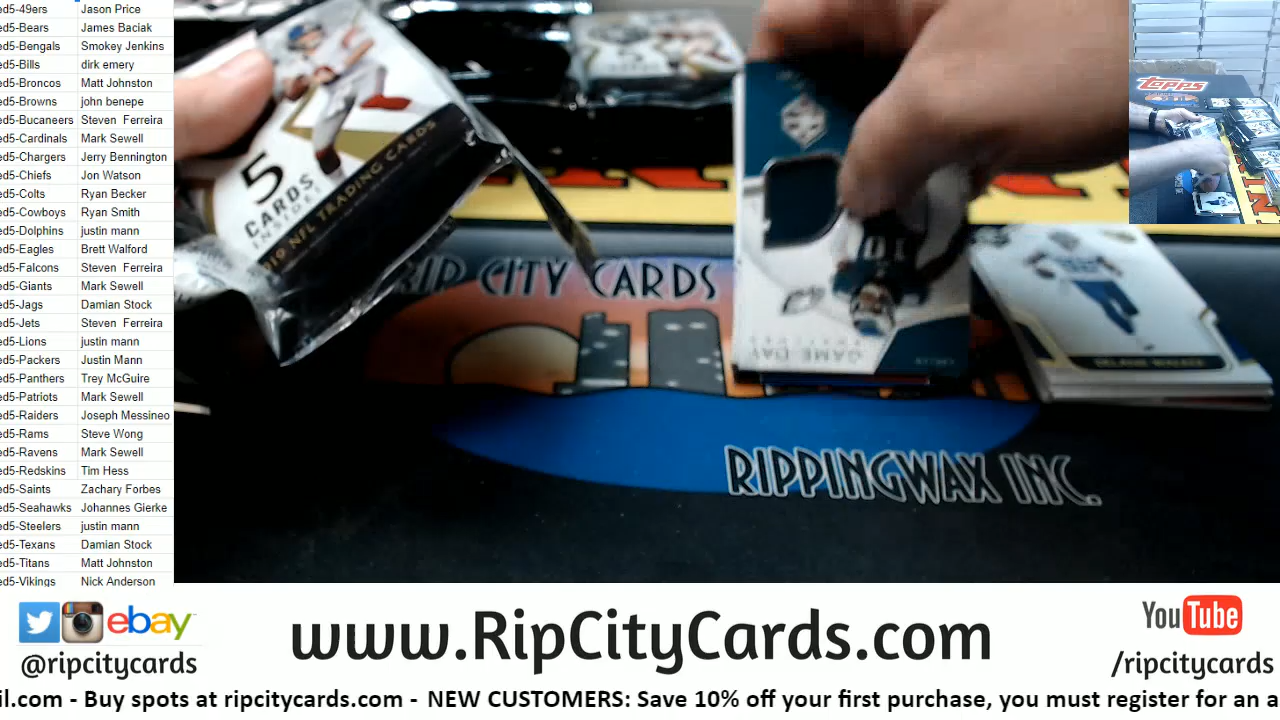 ed5-49ers Jason Price
ed5-Bears James Baciak
ed5-Bengals Smokey Jenkins
ed5-Bills dirk emery
ed5-Broncos Matt Johnston
ed5-Browns john benepe
ed5-Bucaneers Steven Ferreira
ed5-Cardinals Mark Sewell
ed5-Chargers Jerry Bennington
ed5-Chiefs Jon Watson
ed5-Colts Ryan Becker
ed5-Cowboys Ryan Smith
ed5-Dolphins justin mann
ed5-Eagles Brett Walford
ed5-Falcons Steven Ferreira
ed5-Giants Mark Sewell
ed5-Jags Damian Stock
ed5-Jets Steven Ferreira
ed5-Lions justin mann
ed5-Packers Justin Mann
ed5-Panthers Trey McGuire
ed5-Patriots Mark Sewell
ed5-Raiders Joseph Messineo
ed5-Rams Steve Wong
ed5-Ravens Mark Sewell
ed5-Redskins Tim Hess
ed5-Saints Zachary Forbes
ed5-Seahawks Johannes Gierke
ed5-Steelers justin mann
ed5-Texans Damian Stock
ed5-Titans Matt Johnston
ed5-Vikings Nick Anderson
5
CARDS
INSIDE!
19 NFL TRADING CARDS
GAME DAY
DELANIE WALKER
topps
RIP CITY CARDS
RIPPINGWAX INC.
ebay
@ripcitycards
www.RipCityCards.com
YouTube
/ripcitycards
il.com - Buy spots at ripcitycards.com - NEW CUSTOMERS: Save 10% off your first purchase, you must register for an a